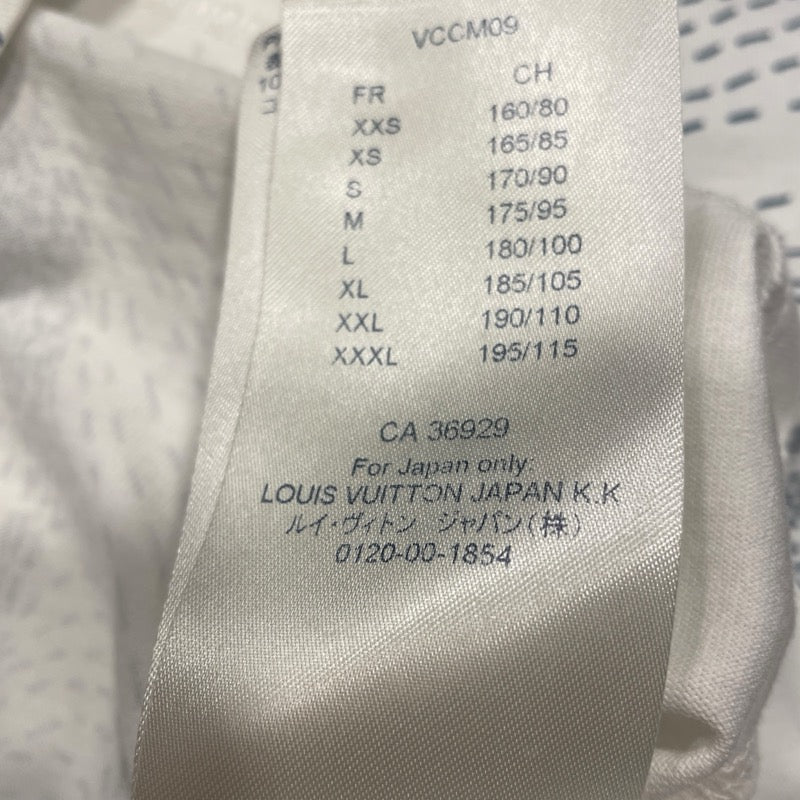 VCCM09
FR CH
XXS 160/80
XS 165/85
S 170/90
M 175/95
L 180/100
XL 185/105
XXL 190/110
XXXL 195/115
CA 36929
For Japan only:
LOUIS VUITTON JAPAN K.K
ルイ・ヴィトン ジャパン(株)
0120-00-1854